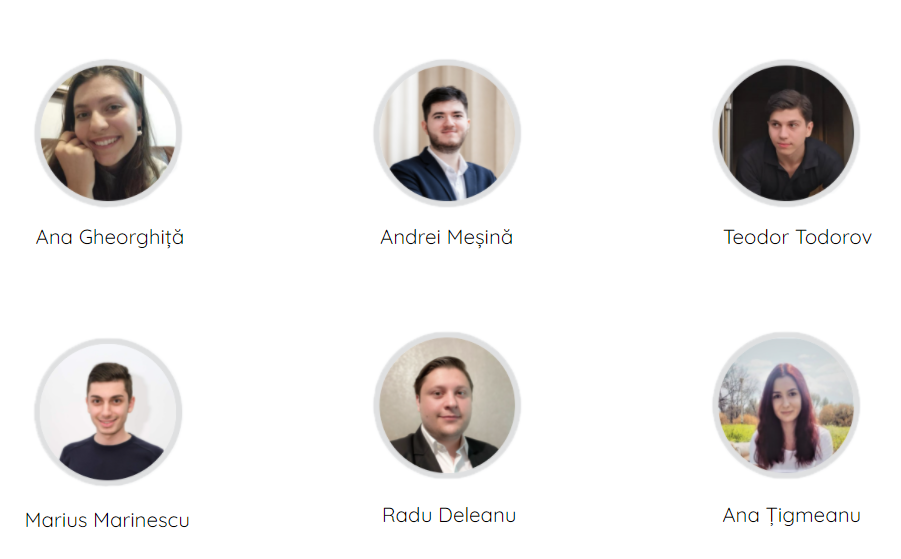 Ana Gheorghiță
Andrei Meșină
Teodor Todorov
Marius Marinescu
Radu Deleanu
Ana Țigmeanu